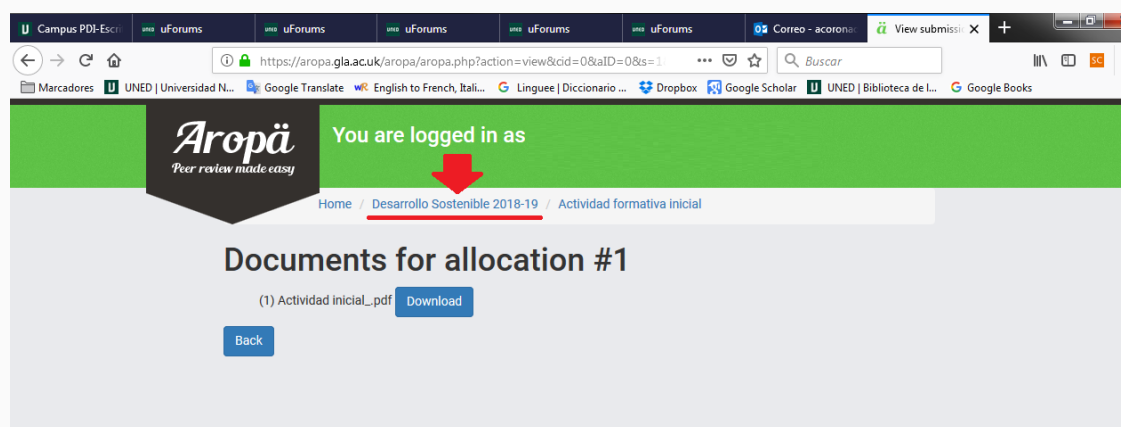 Campus PDI-Escri
uForums
uForums
uForums
uForums
uForums
Correo - acorona
View submissi
https://aropa.gla.ac.uk/aropa/aropa.php?action=view&cid=0&aID=0&s=1
Buscar
Marcadores
UNED | Universidad N...
Google Translate
English to French, Itali...
Linguee | Diccionario ...
Dropbox
Google Scholar
UNED | Biblioteca de l...
Google Books
Aropä
Peer review made easy
You are logged in as
Home / Desarrollo Sostenible 2018-19 / Actividad formativa inicial
Documents for allocation #1
(1) Actividad inicial_.pdf Download
Back